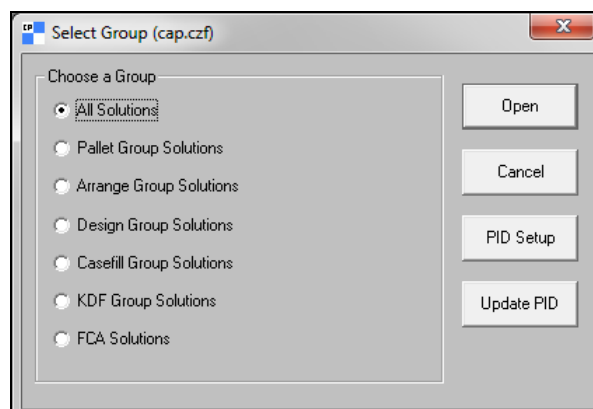 CP
Select Group (cap.czf)
Choose a Group
All Solutions
Pallet Group Solutions
Arrange Group Solutions
Design Group Solutions
Casefill Group Solutions
KDF Group Solutions
FCA Solutions
Open
Cancel
PID Setup
Update PID